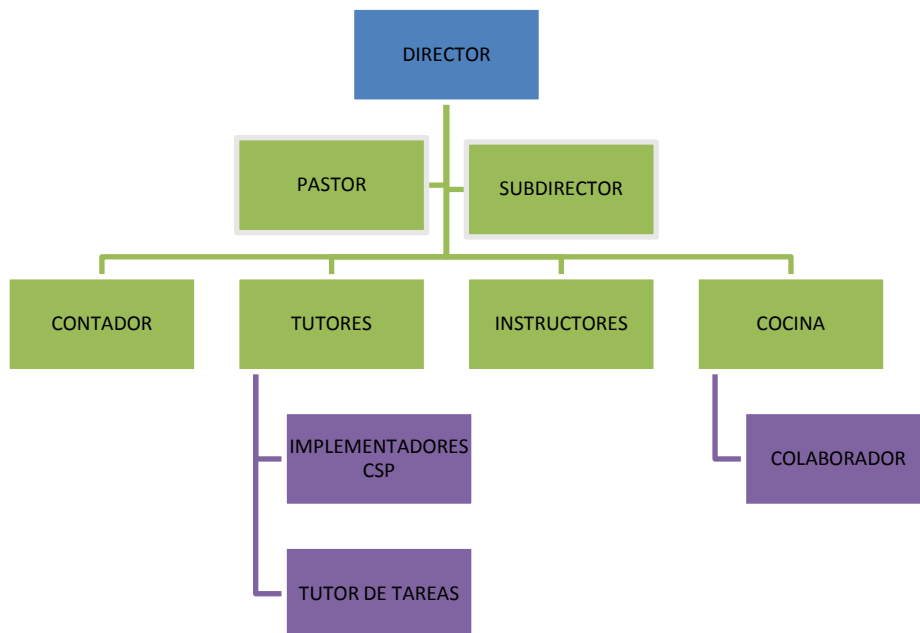 DIRECTOR
PASTOR
SUBDIRECTOR
CONTADOR
TUTORES
INSTRUCTORES
COCINA
IMPLEMENTADORES
CSP
COLABORADOR
TUTOR DE TAREAS